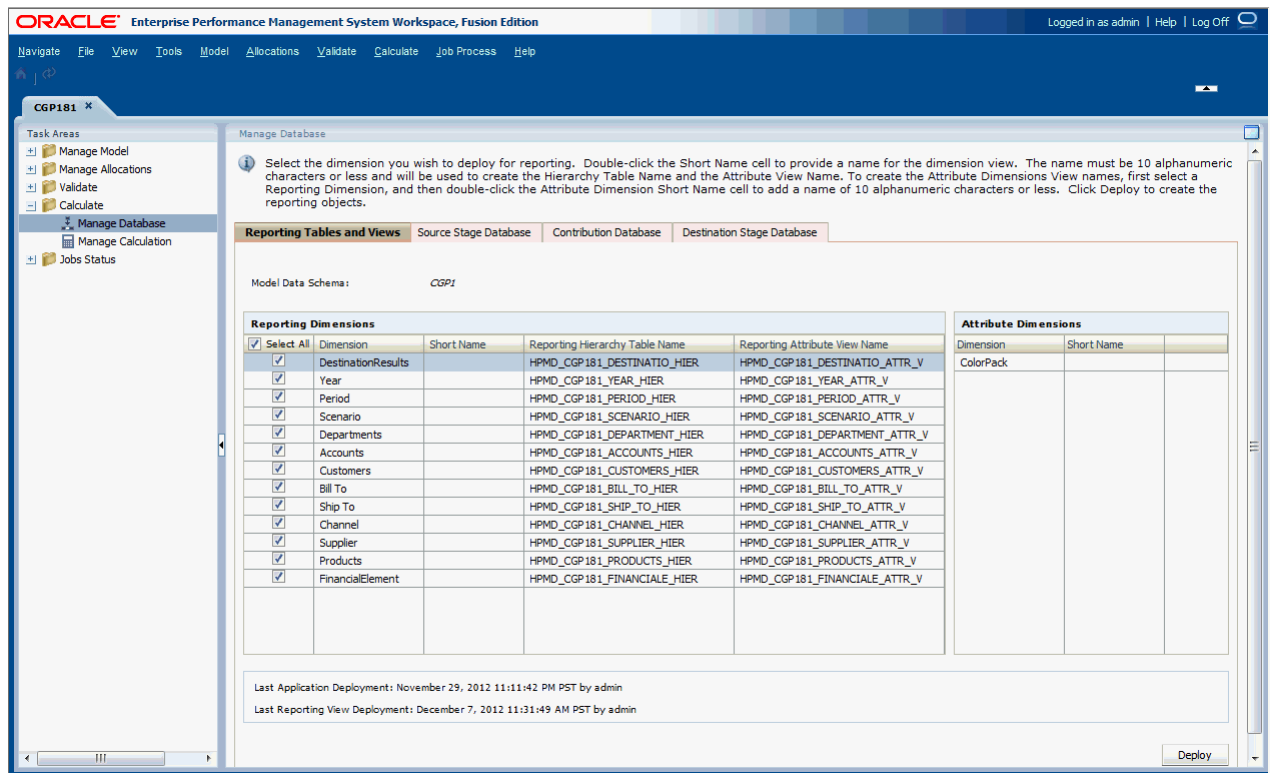 ORACLE® Enterprise Performance Management System Workspace, Fusion Edition
Logged in as admin | Help | Log Off
Navigate File View Tools Model Allocations Validate Calculate Job Process Help
CGP181 ×
Task Areas
Manage Model
Manage Allocations
Validate
Calculate
Manage Database
Manage Calculation
Jobs Status
Manage Database
Select the dimension you wish to deploy for reporting. Double-click the Short Name cell to provide a name for the dimension view. The name must be 10 alphanumeric
characters or less and will be used to create the Hierarchy Table Name and the Attribute View Name. To create the Attribute Dimensions View names, first select a
Reporting Dimension, and then double-click the Attribute Dimension Short Name cell to add a name of 10 alphanumeric characters or less. Click Deploy to create the
reporting objects.
Reporting Tables and Views Source Stage Database Contribution Database Destination Stage Database
Model Data Schema: CGP1
Reporting Dimensions
Select All Dimension Short Name Reporting Hierarchy Table Name Reporting Attribute View Name
DestinationResults HPMD_CGP181_DESTINATIO_HIER HPMD_CGP181_DESTINATIO_ATTR_V
Year HPMD_CGP181_YEAR_HIER HPMD_CGP181_YEAR_ATTR_V
Period HPMD_CGP181_PERIOD_HIER HPMD_CGP181_PERIOD_ATTR_V
Scenario HPMD_CGP181_SCENARIO_HIER HPMD_CGP181_SCENARIO_ATTR_V
Departments HPMD_CGP181_DEPARTMENT_HIER HPMD_CGP181_DEPARTMENT_ATTR_V
Accounts HPMD_CGP181_ACCOUNTS_HIER HPMD_CGP181_ACCOUNTS_ATTR_V
Customers HPMD_CGP181_CUSTOMERS_HIER HPMD_CGP181_CUSTOMERS_ATTR_V
Bill To HPMD_CGP181_BILL_TO_HIER HPMD_CGP181_BILL_TO_ATTR_V
Ship To HPMD_CGP181_SHIP_TO_HIER HPMD_CGP181_SHIP_TO_ATTR_V
Channel HPMD_CGP181_CHANNEL_HIER HPMD_CGP181_CHANNEL_ATTR_V
Supplier HPMD_CGP181_SUPPLIER_HIER HPMD_CGP181_SUPPLIER_ATTR_V
Products HPMD_CGP181_PRODUCTS_HIER HPMD_CGP181_PRODUCTS_ATTR_V
FinancialElement HPMD_CGP181_FINANCIALE_HIER HPMD_CGP181_FINANCIALE_ATTR_V
Attribute Dimensions
Dimension Short Name
ColorPack
Last Application Deployment: November 29, 2012 11:11:42 PM PST by admin
Last Reporting View Deployment: December 7, 2012 11:31:49 AM PST by admin
Deploy